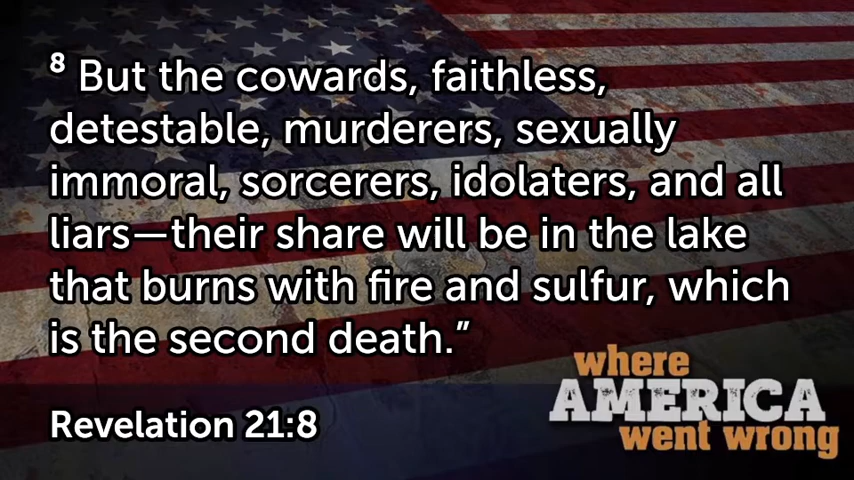 8 But the cowards, faithless,
detestable, murderers, sexually
immoral, sorcerers, idolaters, and all
liars—their share will be in the lake
that burns with fire and sulfur, which
is the second death.”
Revelation 21:8
where
AMERICA
went wrong